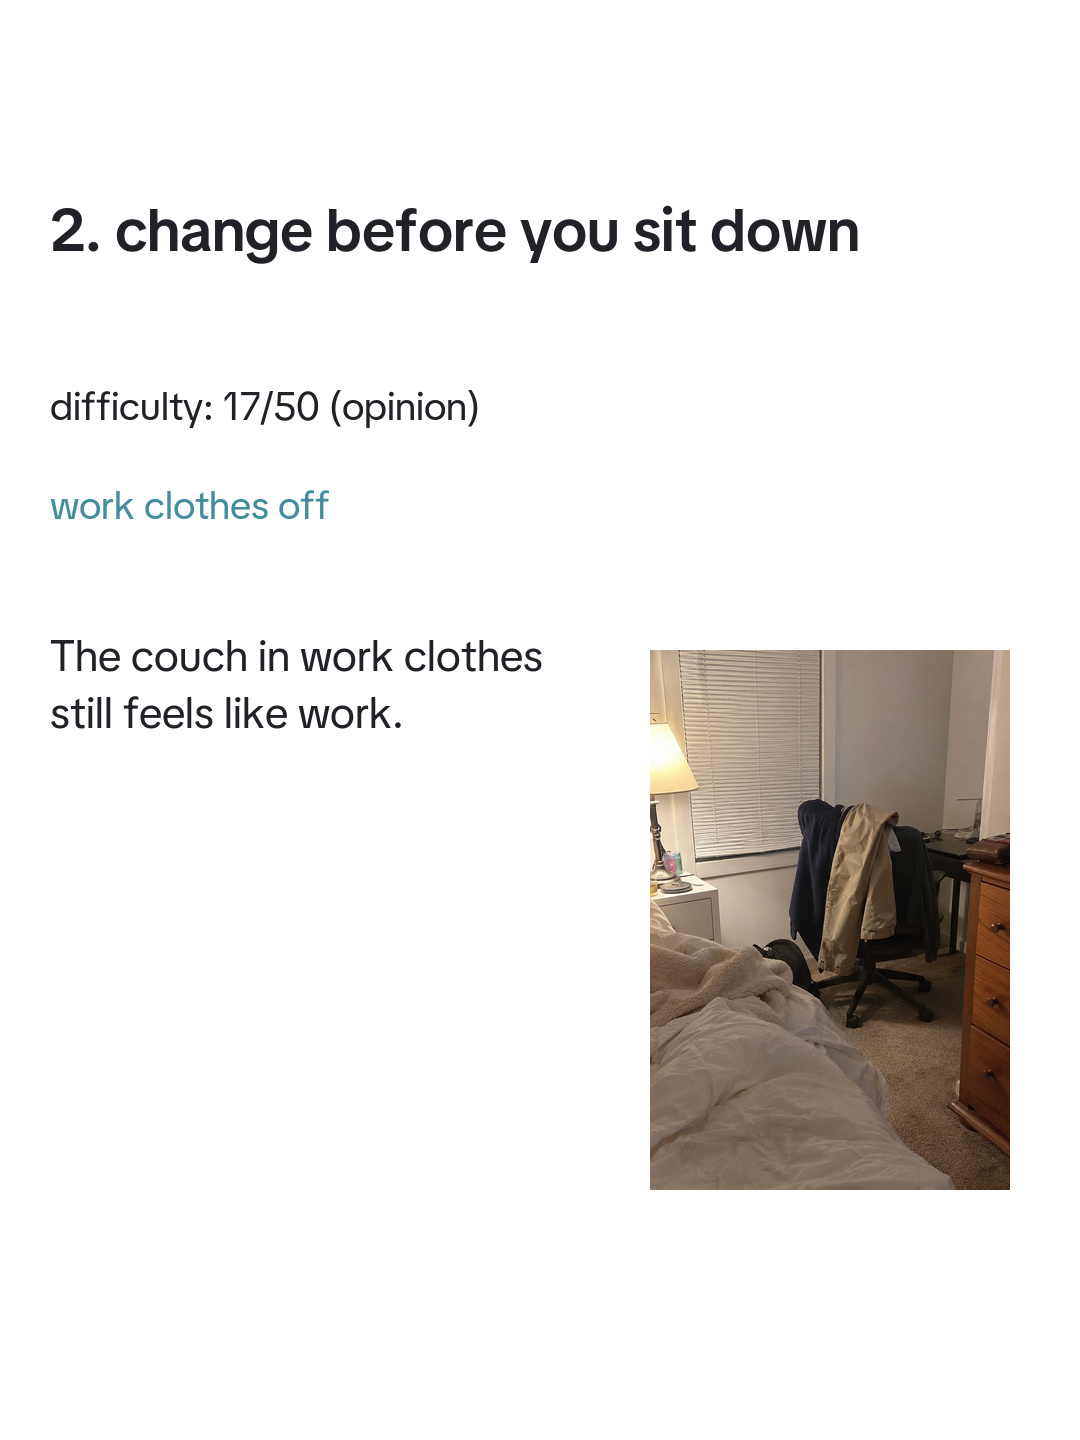 2. change before you sit down
difficulty: 17/50 (opinion)
work clothes off
The couch in work clothes
still feels like work.